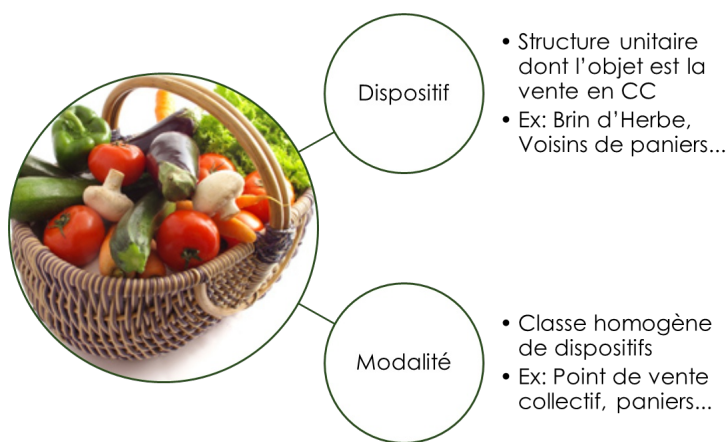 Dispositif
• Structure unitaire
dont l'objet est la
vente en CC
• Ex: Brin d'Herbe,
Voisins de paniers...
Modalité
• Classe homogène
de dispositifs
• Ex: Point de vente
collectif, paniers...